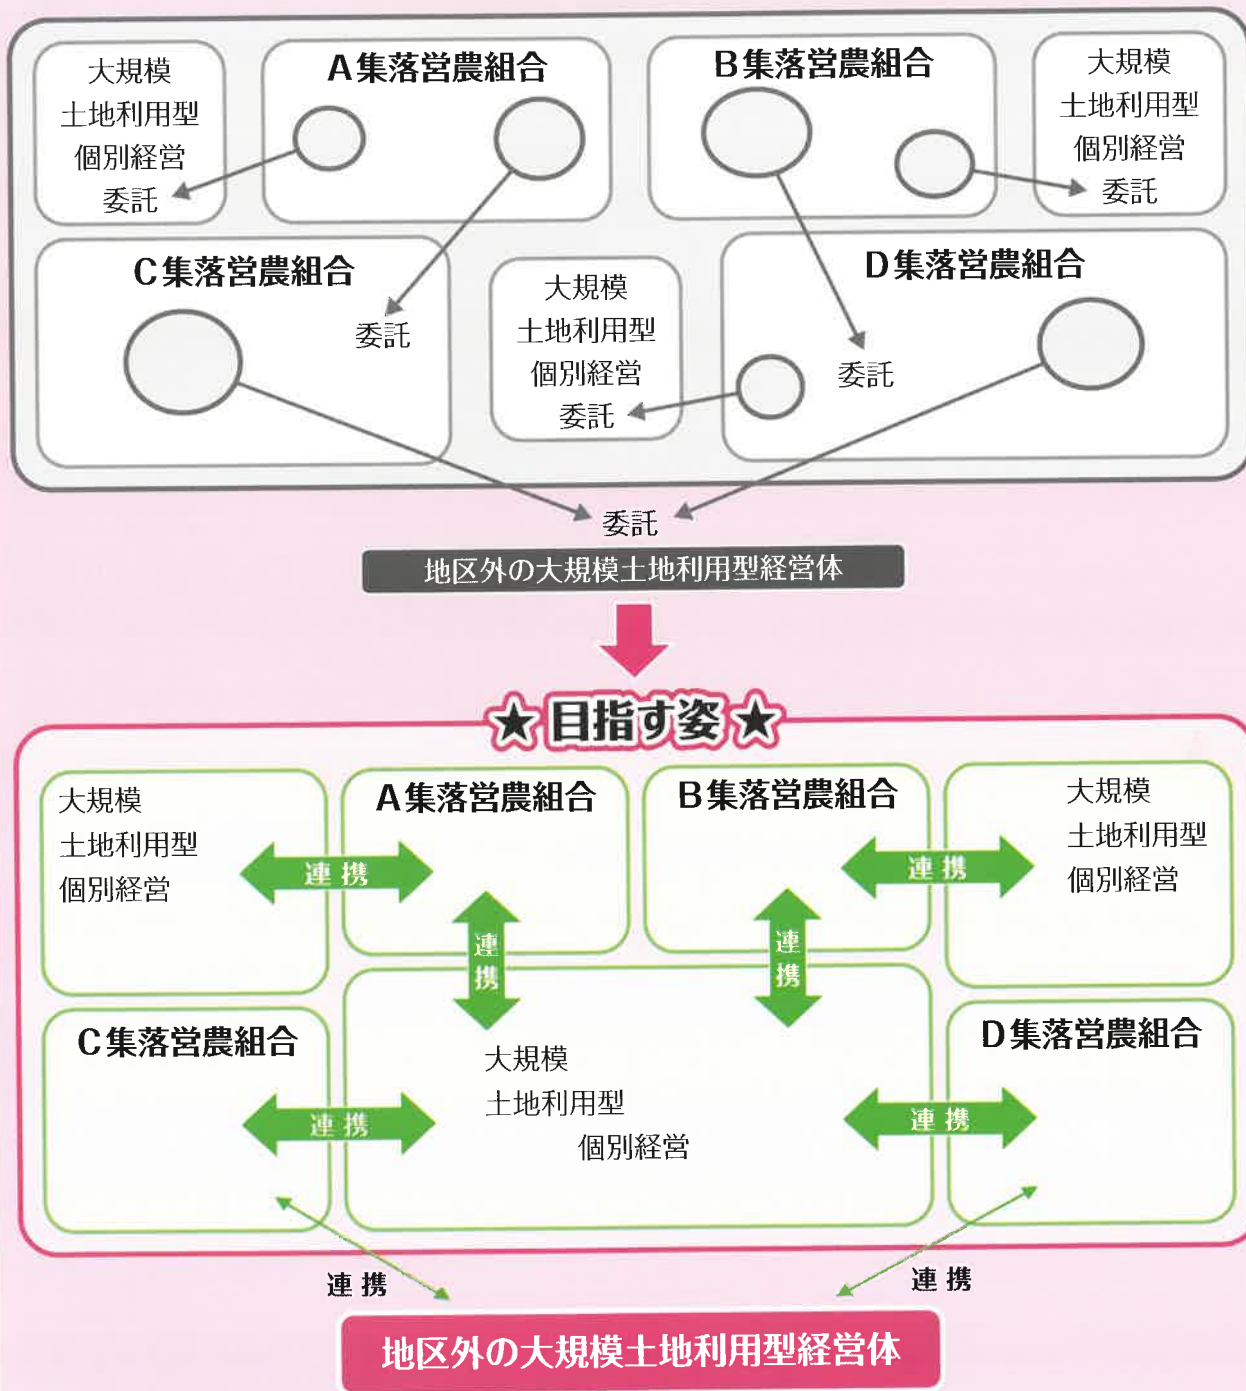 大規模
土地利用型
個別経営
委託
A集落営農組合
B集落営農組合
大規模
土地利用型
個別経営
委託
C集落営農組合
委託
大規模
土地利用型
個別経営
委託
D集落営農組合
委託
委託
地区外の大規模土地利用型経営体
★目指す姿★
大規模
土地利用型
個別経営
連携
A集落営農組合
連携
B集落営農組合
連携
連携
大規模
土地利用型
個別経営
C集落営農組合
連携
大規模
土地利用型
個別経営
連携
D集落営農組合
連携
連携
地区外の大規模土地利用型経営体